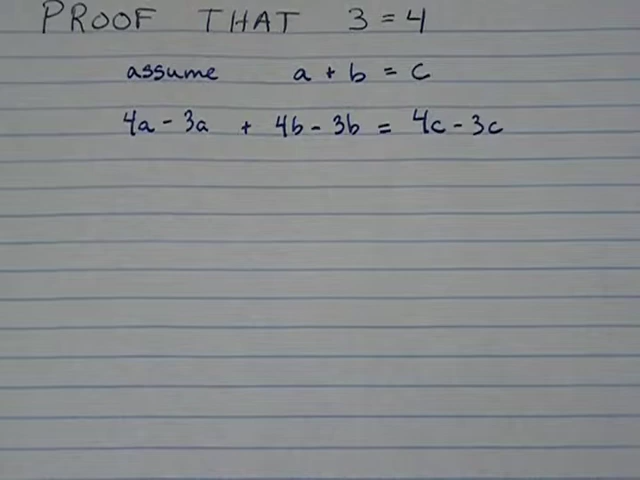 PROOF THAT 3 = 4
assume a + b = c
4a - 3a + 4b - 3b = 4c - 3c